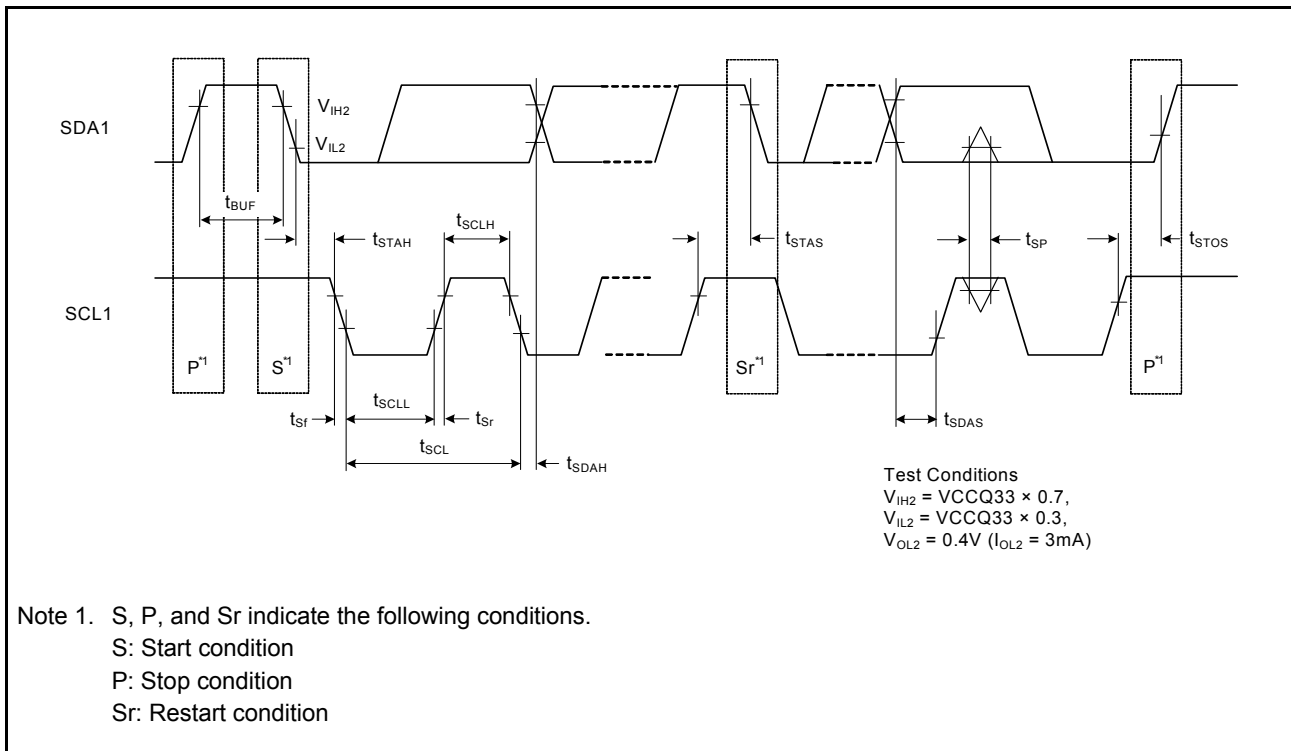 SDA1
V_IH2
V_IL2
t_BUF
t_STAH
t_SCLH
t_STAS
t_SP
t_STOS
SCL1
P*1
S*1
Sr*1
P*1
t_Sf
t_SCLL
t_Sr
t_SDAS
t_SCL
t_SDAH
Test Conditions
V_IH2 = VCCQ33 × 0.7,
V_IL2 = VCCQ33 × 0.3,
V_OL2 = 0.4V (I_OL2 = 3mA)
Note 1. S, P, and Sr indicate the following conditions.
S: Start condition
P: Stop condition
Sr: Restart condition